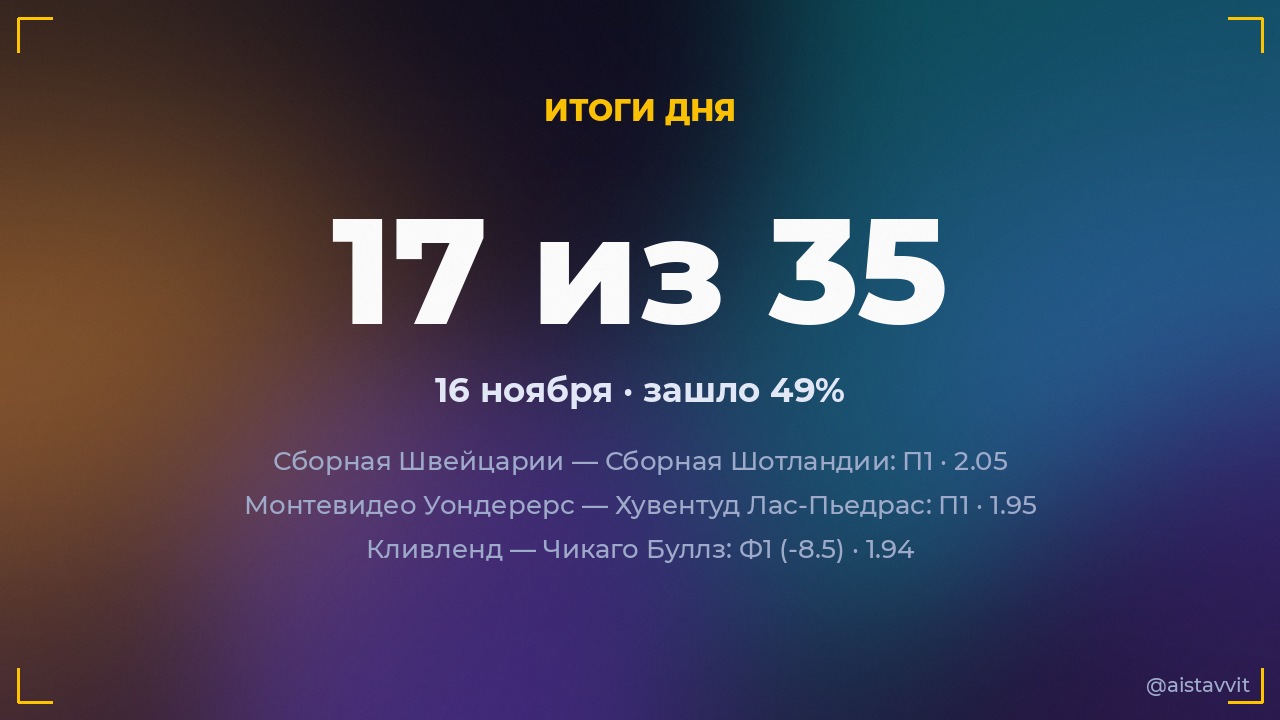 ИТОГИ ДНЯ
17 из 35
16 ноября · зашло 49%
Сборная Швейцарии — Сборная Шотландии: П1 · 2.05
Монтевидео Уондерерс — Хувентуд Лас-Пьедрас: П1 · 1.95
Кливленд — Чикаго Буллз: Ф1 (-8.5) · 1.94
@aistavvit